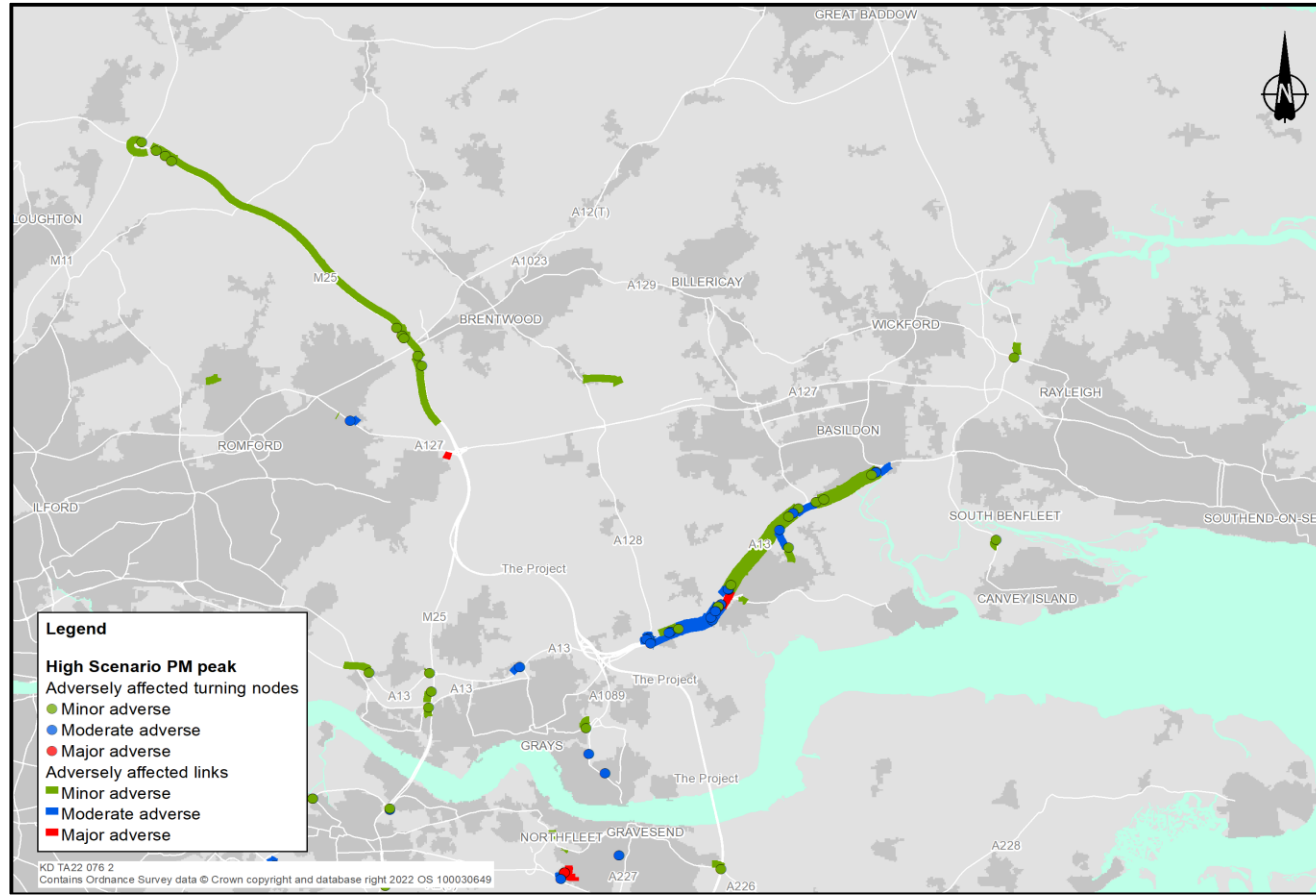 GREAT BADDOW
N
LOUGHTON
A12(T)
M11
A1023
M25
A129
BILLERICAY
BRENTWOOD
WICKFORD
A127
RAYLEIGH
BASILDON
ROMFORD
A127
ILFORD
SOUTH BENFLEET
SOUTHEND-ON-SE
A128
A13
The Project
CANVEY ISLAND
M25
A13
The Project
A13
A13
A1089
GRAYS
The Project
NORTHFLEET
GRAVESEND
A228
A227
A226
Legend
High Scenario PM peak
Adversely affected turning nodes
Minor adverse
Moderate adverse
Major adverse
Adversely affected links
Minor adverse
Moderate adverse
Major adverse
KD TA22 076 2
Contains Ordnance Survey data © Crown copyright and database right 2022 OS 100030649